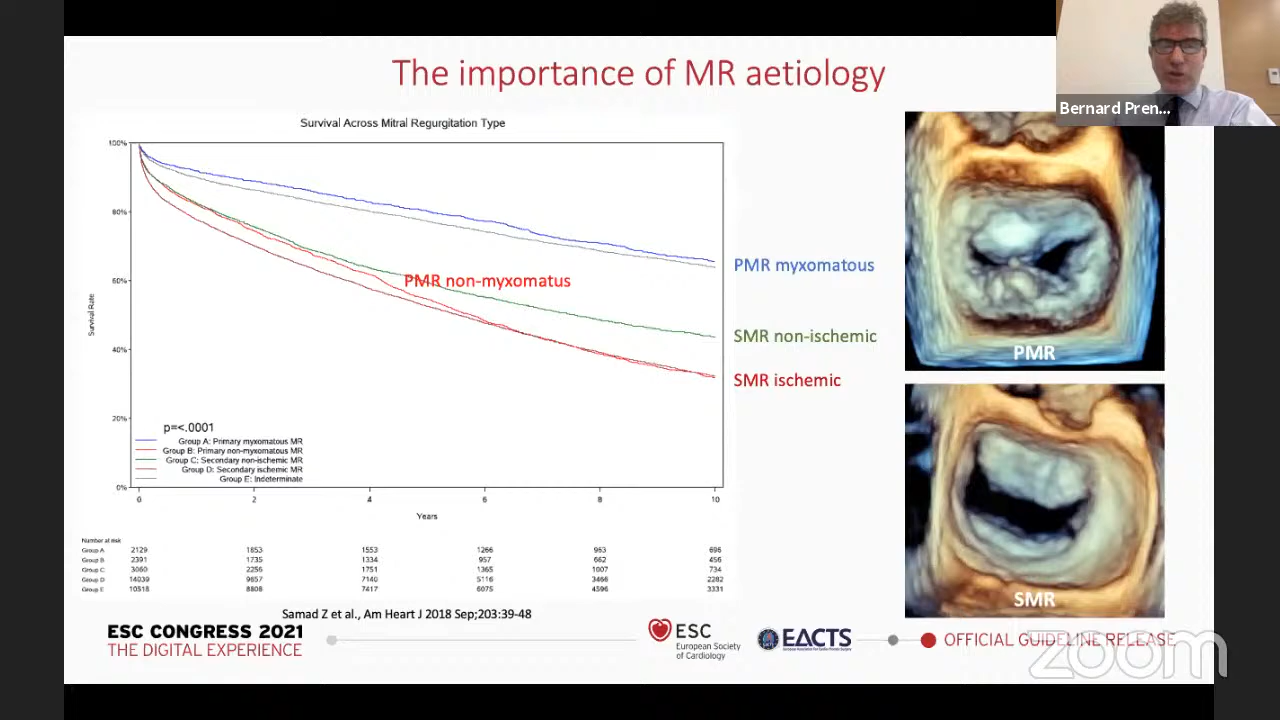 The importance of MR aetiology
Bernard Pren...
Survival Across Mitral Regurgitation Type
100%
80%
60%
40%
20%
0%
Survival Rate
PMR non-myxomatus
PMR myxomatous
SMR non-ischemic
SMR ischemic
p=<.0001
Group A: Primary myxomatous MR
Group B: Primary non-myxomatous MR
Group C: Secondary non-ischemic MR
Group D: Secondary ischemic MR
Group E: Indeterminate
0 2 4 6 8 10
Years
Number at risk
Group A 2129 1853 1553 1266 963 696
Group B 2391 1735 1334 957 662 456
Group C 3060 2256 1751 1365 1007 734
Group D 14039 9857 7140 5116 3466 2282
Group E 10518 8808 7417 6075 4596 3331
PMR
SMR
Samad Z et al., Am Heart J 2018 Sep;203:39-48
ESC CONGRESS 2021
THE DIGITAL EXPERIENCE
ESC
European Society
of Cardiology
EACTS
OFFICIAL GUIDELINE RELEASE
zoom